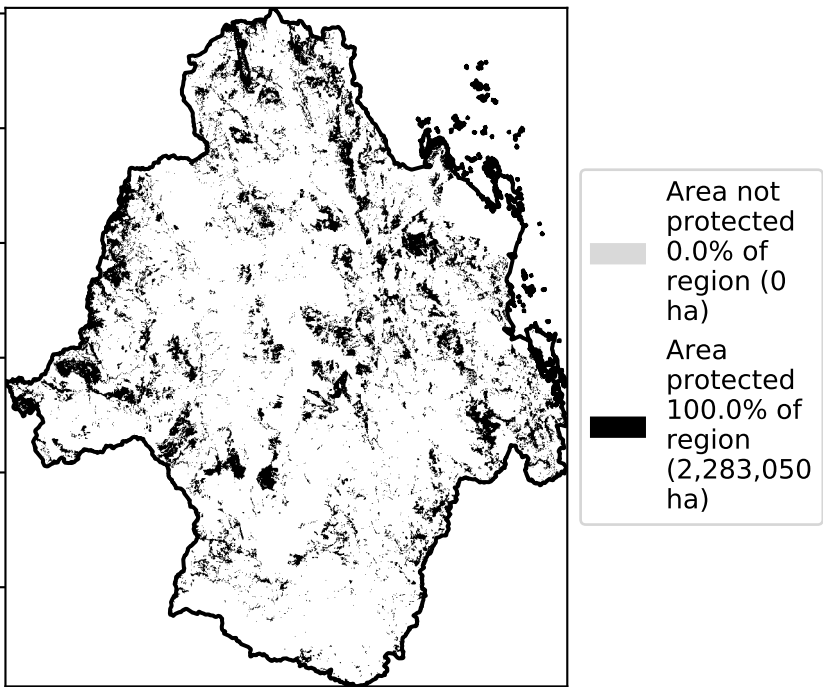 Area not
protected
0.0% of
region (0
ha)
Area
protected
100.0% of
region
(2,283,050
ha)